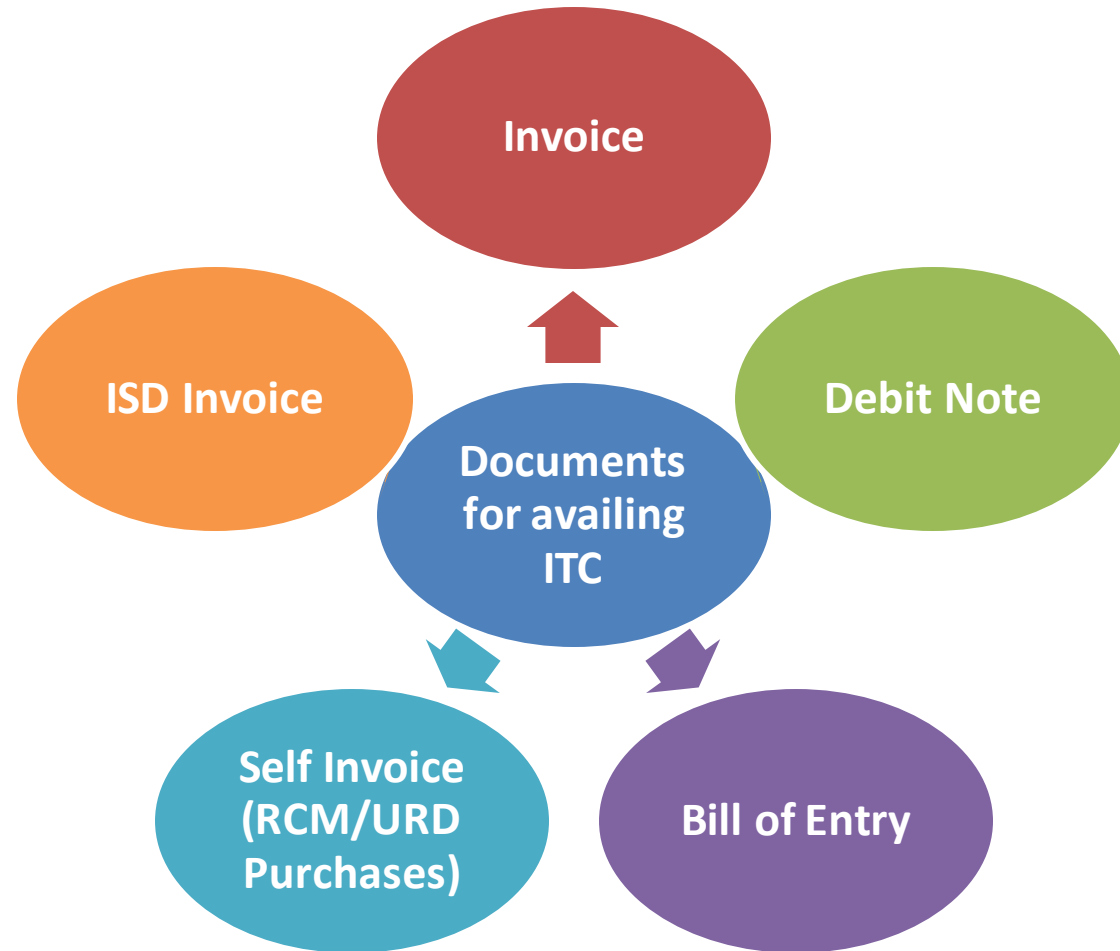 Invoice
ISD Invoice
Debit Note
Documents
for availing
ITC
Self Invoice
(RCM/URD
Purchases)
Bill of Entry